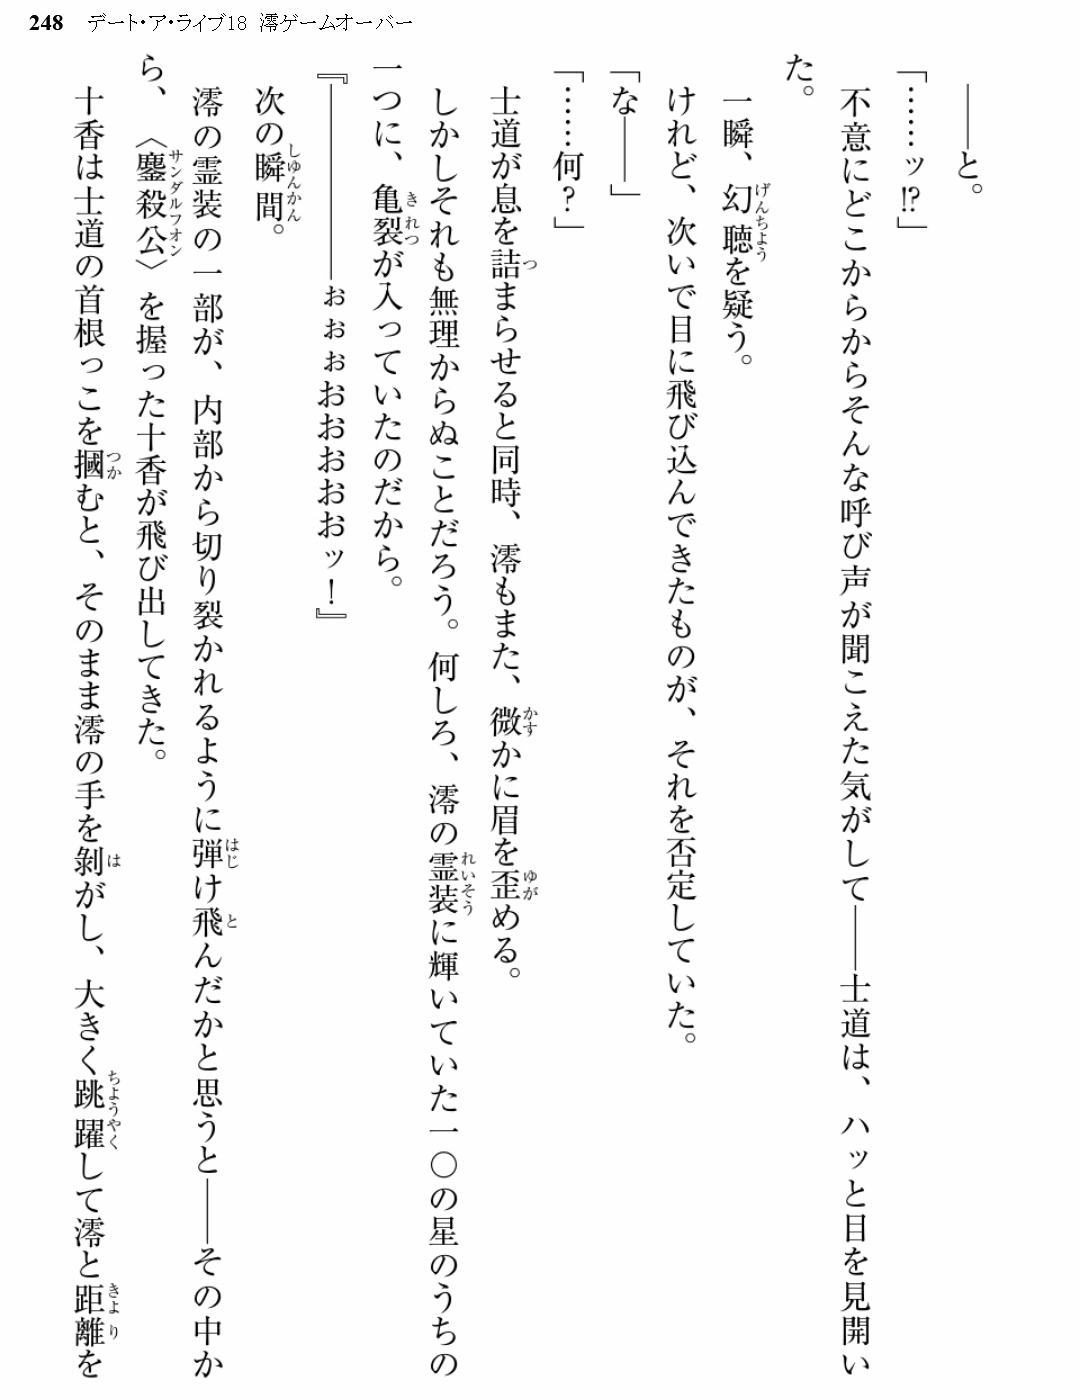 248 デート・ア・ライブ18 澪ゲームオーバー
――と。
「……ッ!?」
不意にどこからからそんな呼び声が聞こえた気がして――士道は、ハッと目を見開い
た。
一瞬、幻聴を疑う。
けれど、次いで目に飛び込んできたものが、それを否定していた。
「な――」
「……何？」
士道が息を詰まらせると同時、澪もまた、微かに眉を歪める。
しかしそれも無理からぬことだろう。何しろ、澪の霊装に輝いていた一〇の星のうちの
一つに、亀裂が入っていたのだから。
『――――――ぉぉぉおおおおおッ！』
次の瞬間。
澪の霊装の一部が、内部から切り裂かれるように弾け飛んだかと思うと――その中か
ら、〈鏖殺公〉を握った十香が飛び出してきた。
十香は士道の首根っこを摑むと、そのまま澪の手を剝がし、大きく跳躍して澪と距離を